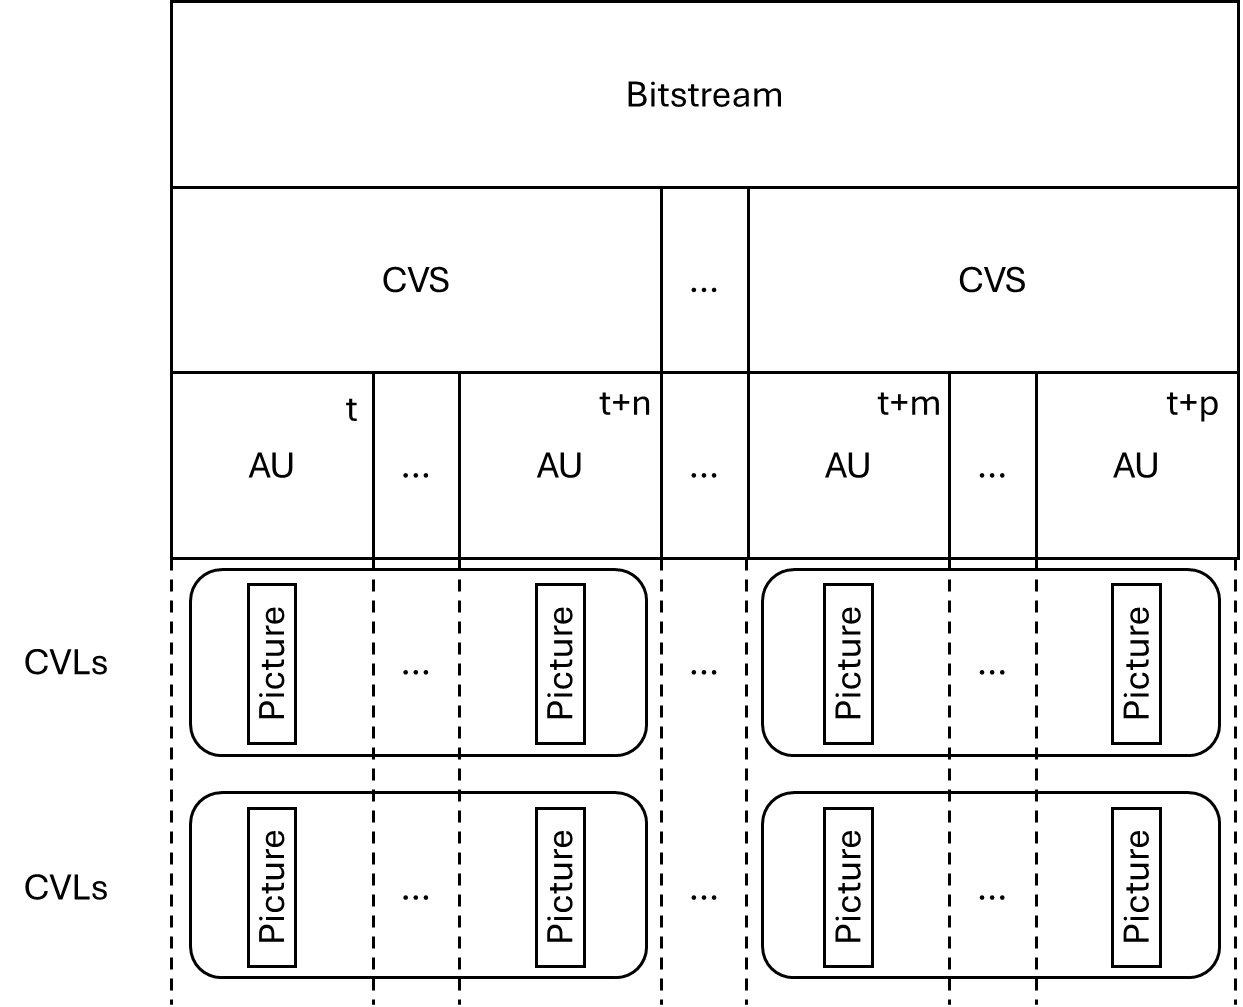 Bitstream
CVS ... CVS
t t+n t+m t+p
AU ... AU ... AU ... AU
CVLs Picture ... Picture ... Picture ... Picture
CVLs Picture ... Picture ... Picture ... Picture